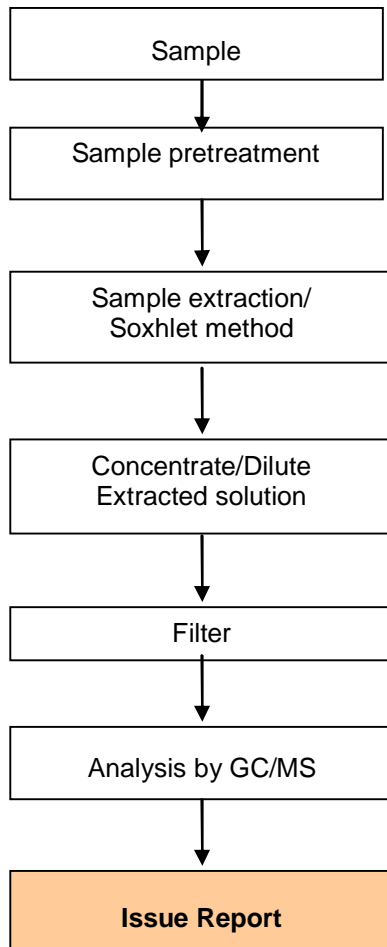 Sample
Sample pretreatment
Sample extraction/
Soxhlet method
Concentrate/Dilute
Extracted solution
Filter
Analysis by GC/MS
Issue Report